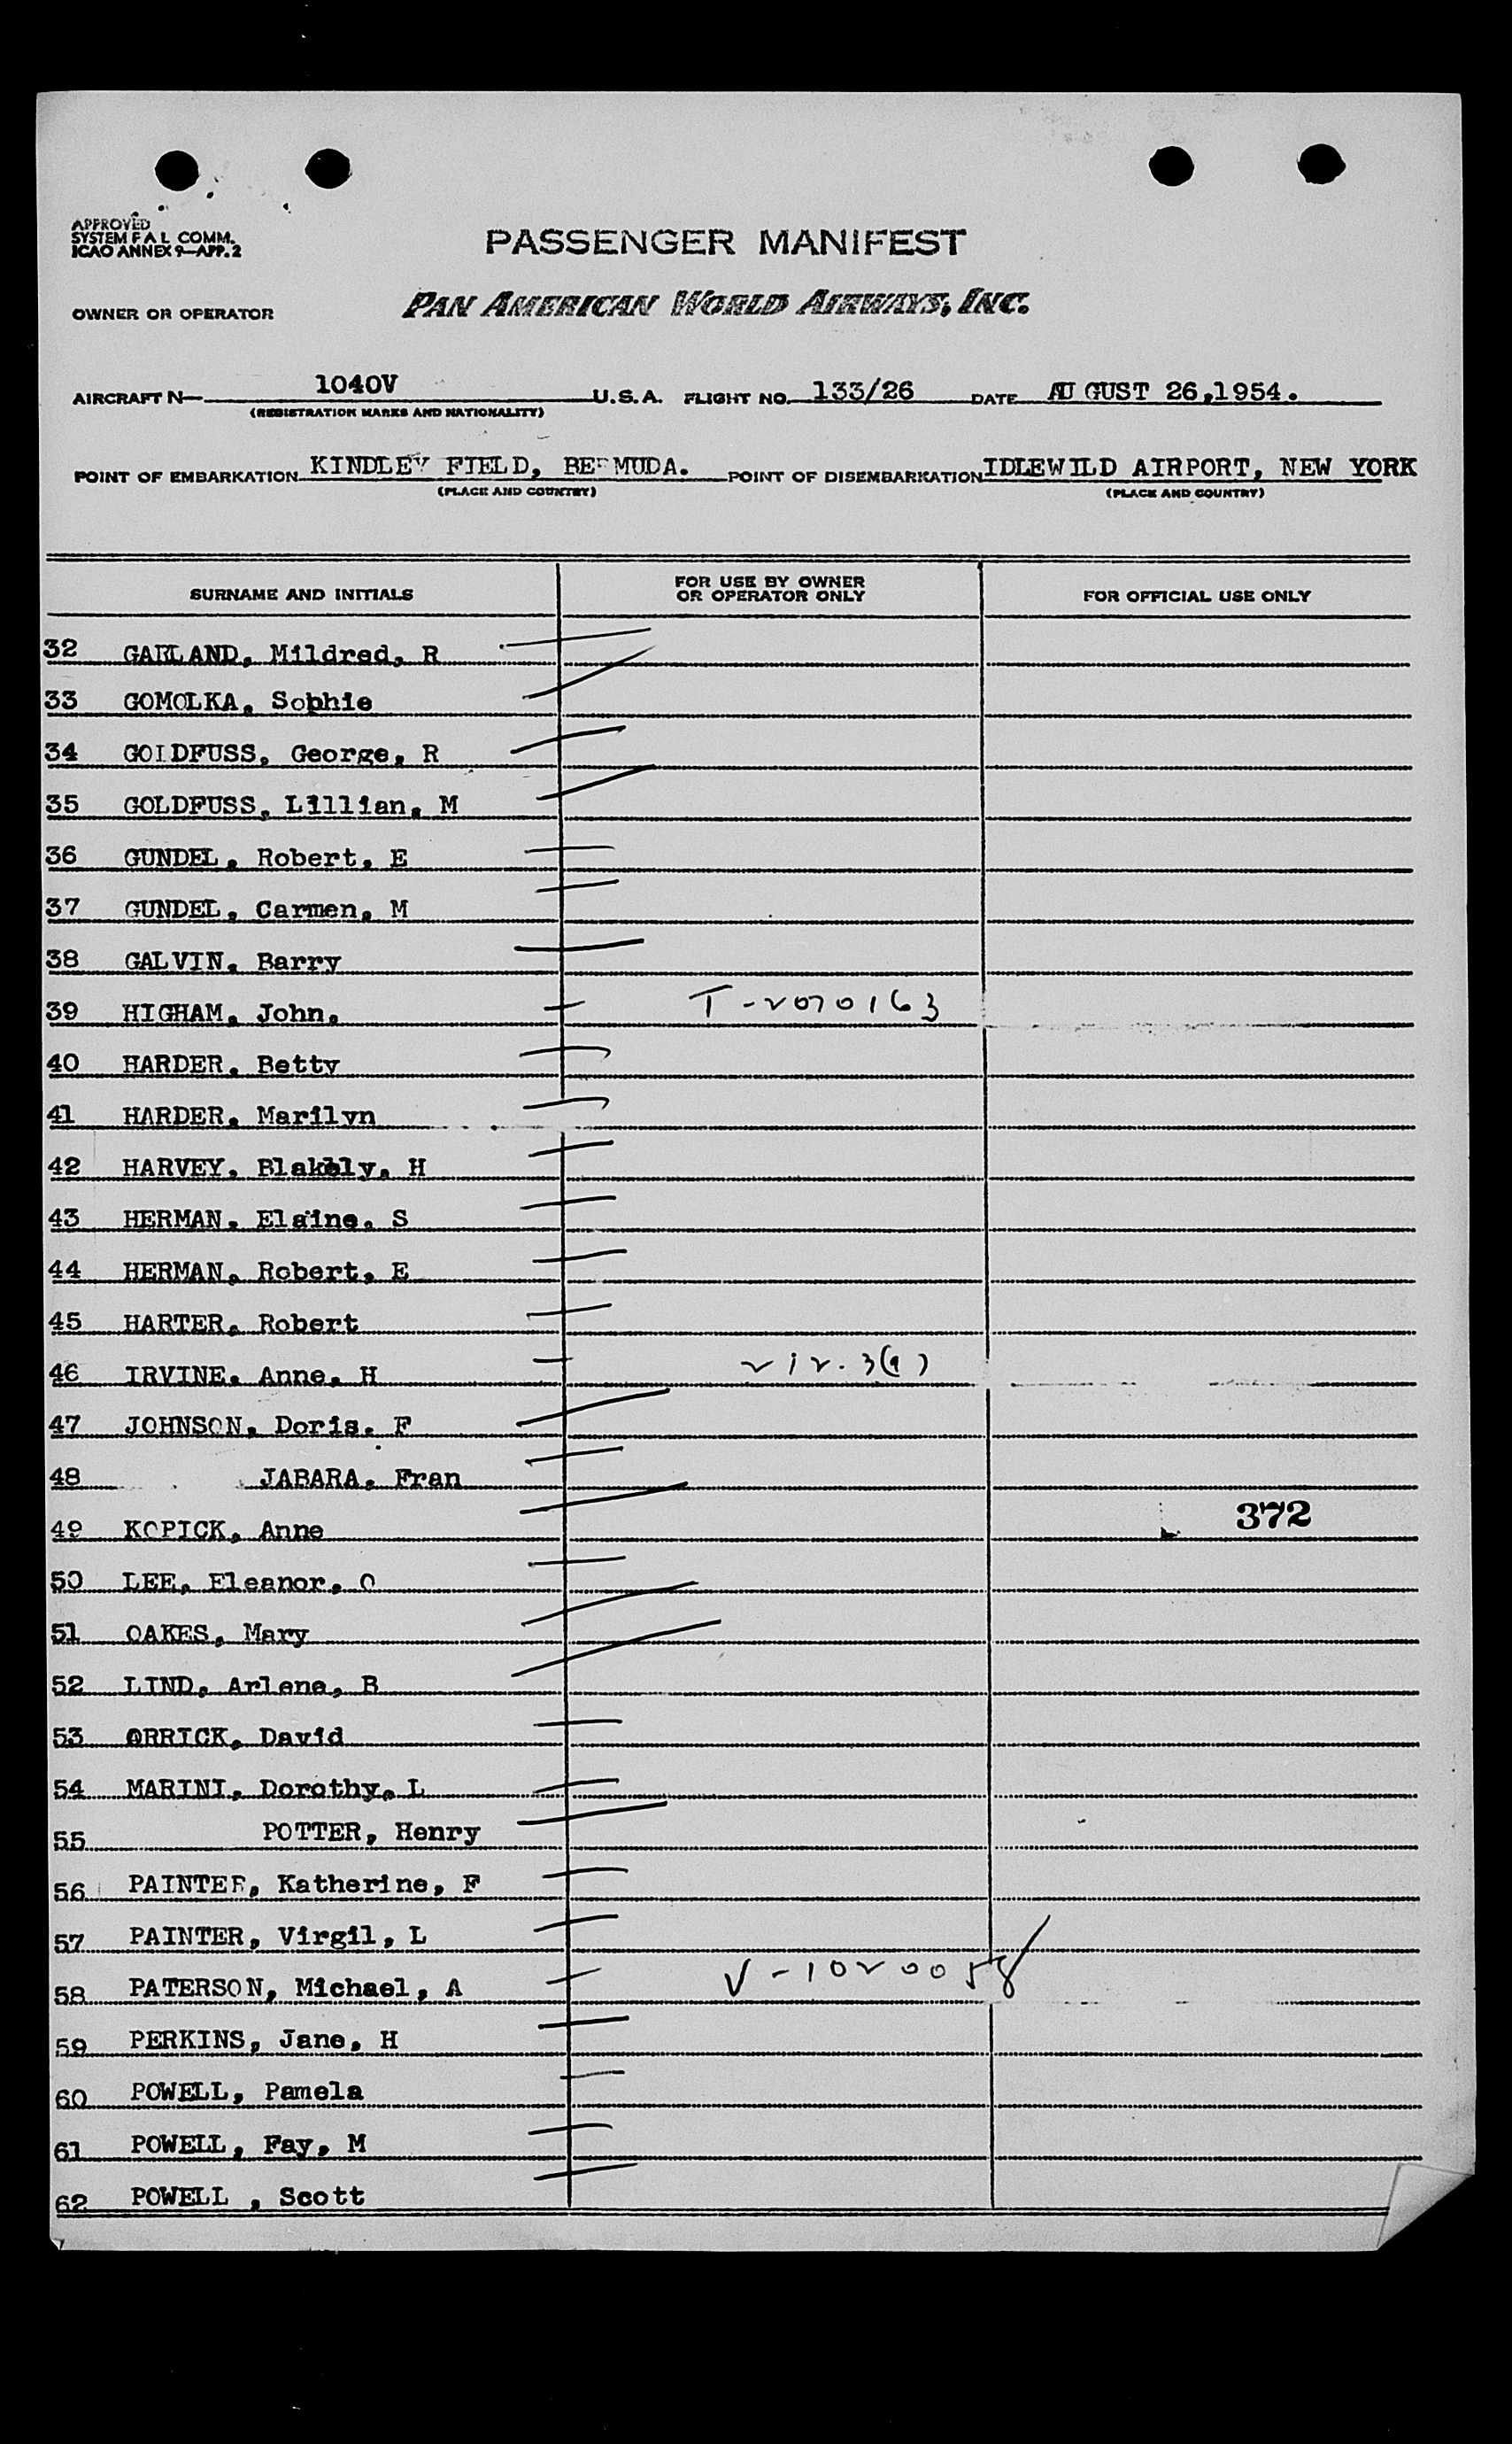 APPROVED
SYSTEM F A L COMM.
ICAO ANNEX 9—APP. 2
PASSENGER MANIFEST
OWNER OR OPERATOR PAN AMERICAN WORLD AIRWAYS, INC.
AIRCRAFT N— 1040V U.S.A. FLIGHT NO. 133/26 DATE AUGUST 26,1954.
(REGISTRATION MARKS AND NATIONALITY)
POINT OF EMBARKATION KINDLEY FIELD, BERMUDA. POINT OF DISEMBARKATION IDLEWILD AIRPORT, NEW YORK
(PLACE AND COUNTRY) (PLACE AND COUNTRY)
SURNAME AND INITIALS FOR USE BY OWNER OR OPERATOR ONLY FOR OFFICIAL USE ONLY
32 GARLAND, Mildred, R
33 GOMOLKA, Sophie
34 GOLDFUSS, George, R
35 GOLDFUSS, Lillian, M
36 GUNDEL, Robert, E
37 GUNDEL, Carmen, M
38 GALVIN, Barry
39 HIGHAM, John, T-2070163
40 HARDER, Betty
41 HARDER, Marilyn
42 HARVEY, Blakely, H
43 HERMAN, Elaine, S
44 HERMAN, Robert, E
45 HARTER, Robert
46 IRVINE, Anne, H
47 JOHNSON, Doris, F
48 JABARA, Fran
49 KOPICK, Anne 372
50 LEE, Eleanor, O
51 OAKES, Mary
52 LIND, Arlene, B
53 ORRICK, David
54 MARINI, Dorothy, L
55 POTTER, Henry
56 PAINTER, Katherine, F
57 PAINTER, Virgil, L
58 PATERSON, Michael, A V-1020058
59 PERKINS, Jane, H
60 POWELL, Pamela
61 POWELL, Fay, M
62 POWELL , Scott